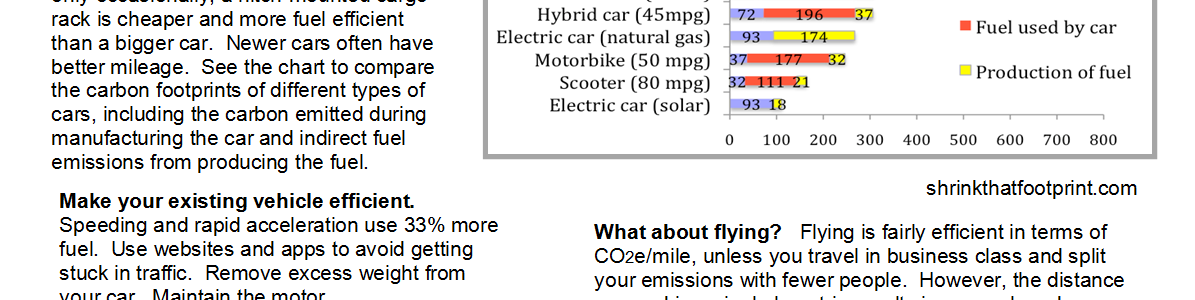 rack is cheaper and more fuel efficient
than a bigger car. Newer cars often have
better mileage. See the chart to compare
the carbon footprints of different types of
cars, including the carbon emitted during
manufacturing the car and indirect fuel
emissions from producing the fuel.
Make your existing vehicle efficient.
Speeding and rapid acceleration use 33% more
fuel. Use websites and apps to avoid getting
stuck in traffic. Remove excess weight from
your car. Maintain the motor
Hybrid car (45mpg) 72 196 37
Electric car (natural gas) 93 174
Motorbike (50 mpg) 37 177 32
Scooter (80 mpg) 32 111 21
Electric car (solar) 93 18
0 100 200 300 400 500 600 700 800
Fuel used by car
Production of fuel
shrinkthatfootprint.com
What about flying? Flying is fairly efficient in terms of
CO2e/mile, unless you travel in business class and split
your emissions with fewer people. However, the distance